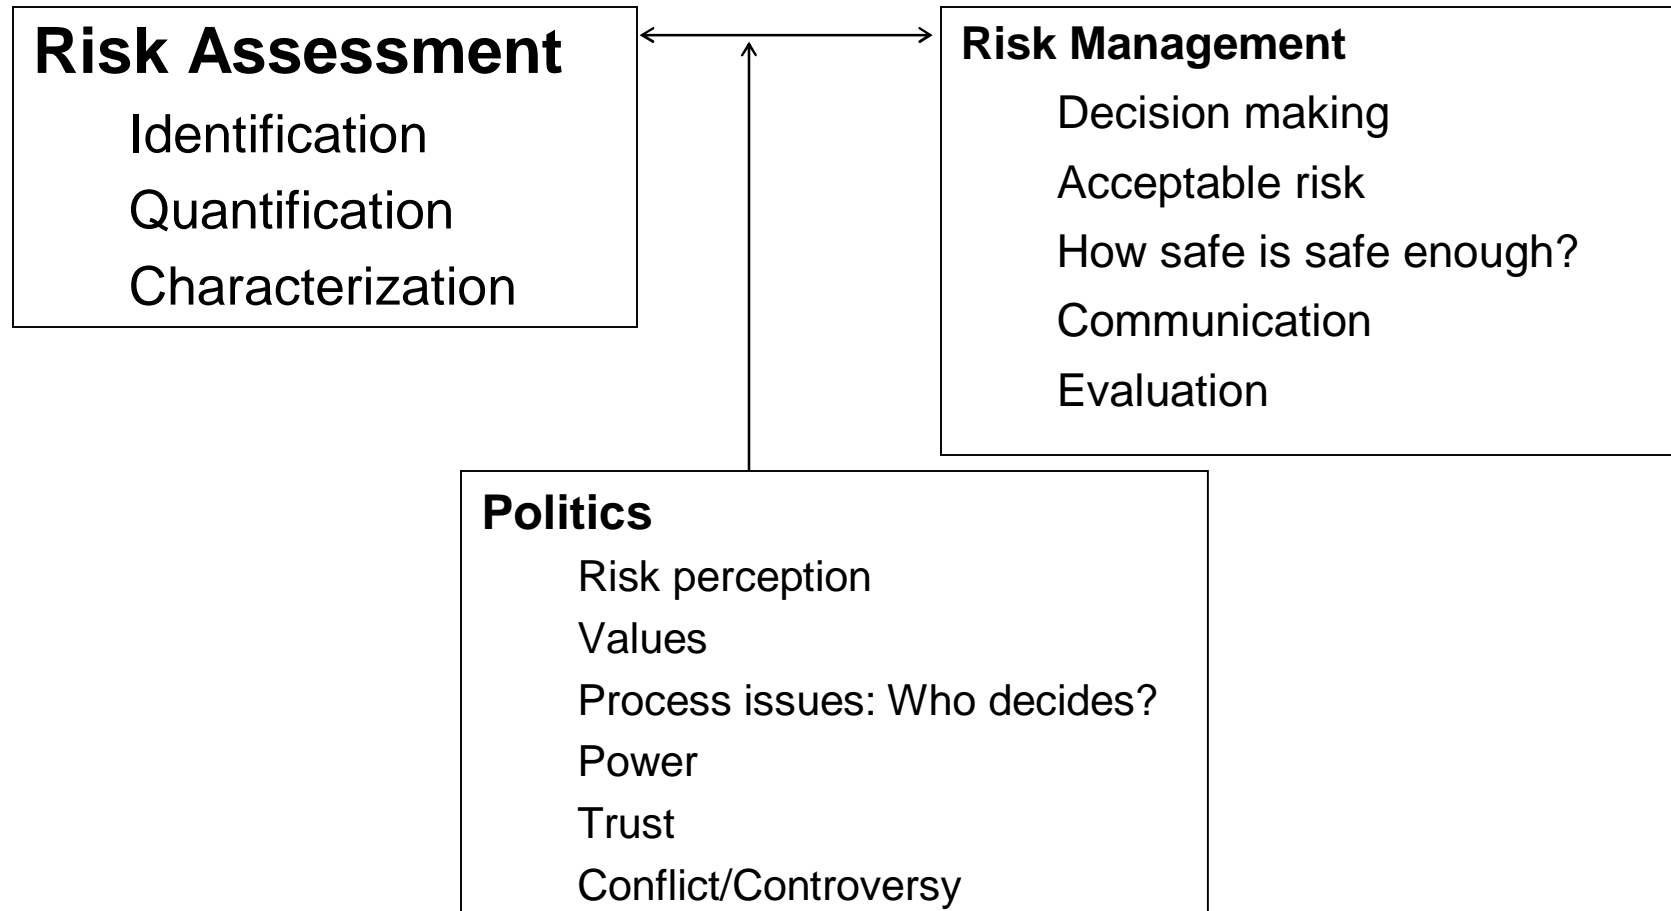 Risk Assessment
Identification
Quantification
Characterization
Risk Management
Decision making
Acceptable risk
How safe is safe enough?
Communication
Evaluation
Politics
Risk perception
Values
Process issues: Who decides?
Power
Trust
Conflict/Controversy